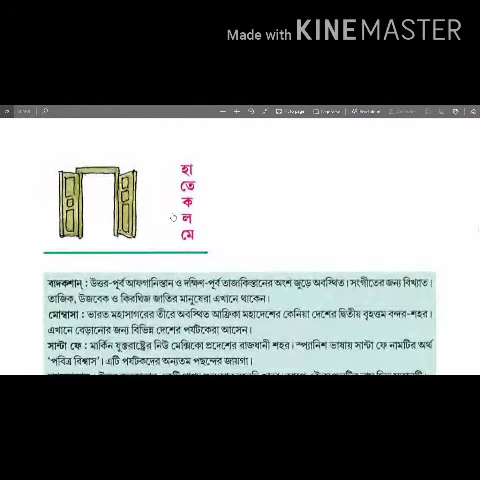 Made with KINEMASTER
হা
তে
ক
ল
মে
বাদকশান্ : উত্তর-পূর্ব আফগানিস্তান ও দক্ষিণ-পূর্ব তাজাকিস্তানের অংশ জুড়ে অবস্থিত। সংগীতের জন্য বিখ্যাত।
তাজিক, উজবেক ও কিরঘিজ জাতির মানুষেরা এখানে থাকেন।
মোম্বাসা : ভারত মহাসাগরের তীরে অবস্থিত আফ্রিকা মহাদেশের কেনিয়া দেশের দ্বিতীয় বৃহত্তম বন্দর-শহর।
এখানে বেড়ানোর জন্য বিভিন্ন দেশের পর্যটকেরা আসেন।
সান্টা ফে : মার্কিন যুক্তরাষ্ট্রের নিউ মেক্সিকো প্রদেশের রাজধানী শহর। স্প্যানিশ ভাষায় সান্টা ফে নামটির অর্থ
'পবিত্র বিশ্বাস'। এটি পর্যটকদের অন্যতম পছন্দের জায়গা।